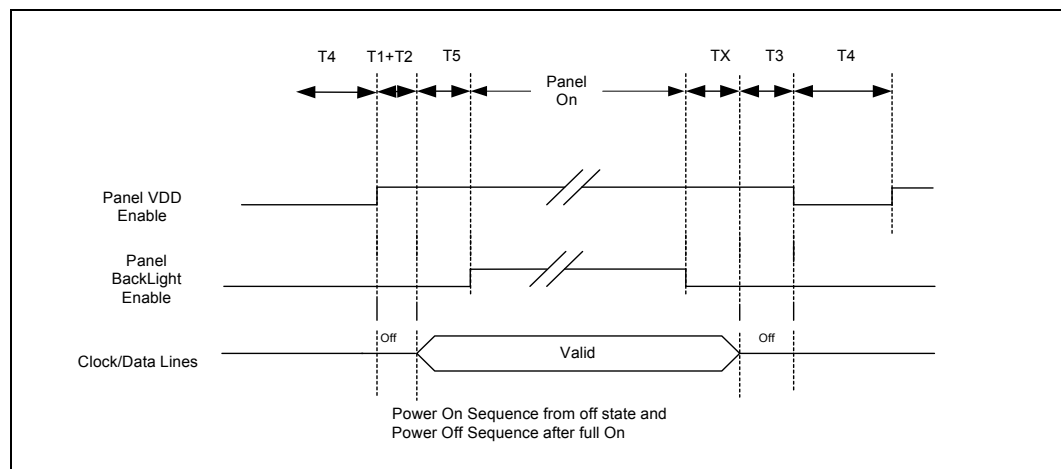 T4 T1+T2 T5 TX T3 T4
Panel
On
Panel VDD
Enable
Panel
BackLight
Enable
Off Off
Clock/Data Lines Valid
Power On Sequence from off state and
Power Off Sequence after full On